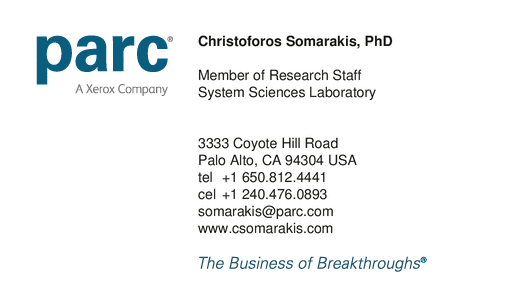 parc®
A Xerox Company
Christoforos Somarakis, PhD
Member of Research Staff
System Sciences Laboratory
3333 Coyote Hill Road
Palo Alto, CA 94304 USA
tel +1 650.812.4441
cel +1 240.476.0893
somarakis@parc.com
www.csomarakis.com
The Business of Breakthroughs®